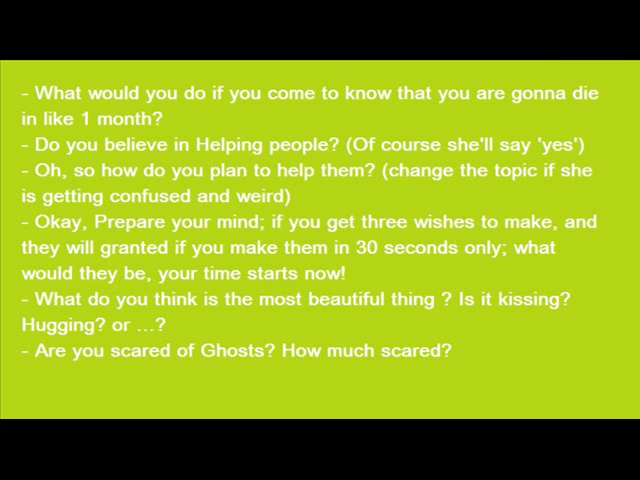 - What would you do if you come to know that you are gonna die
in like 1 month?
- Do you believe in Helping people? (Of course she'll say 'yes')
- Oh, so how do you plan to help them? (change the topic if she
is getting confused and weird)
- Okay, Prepare your mind; if you get three wishes to make, and
they will granted if you make them in 30 seconds only; what
would they be, your time starts now!
- What do you think is the most beautiful thing ? Is it kissing?
Hugging? or ...?
- Are you scared of Ghosts? How much scared?